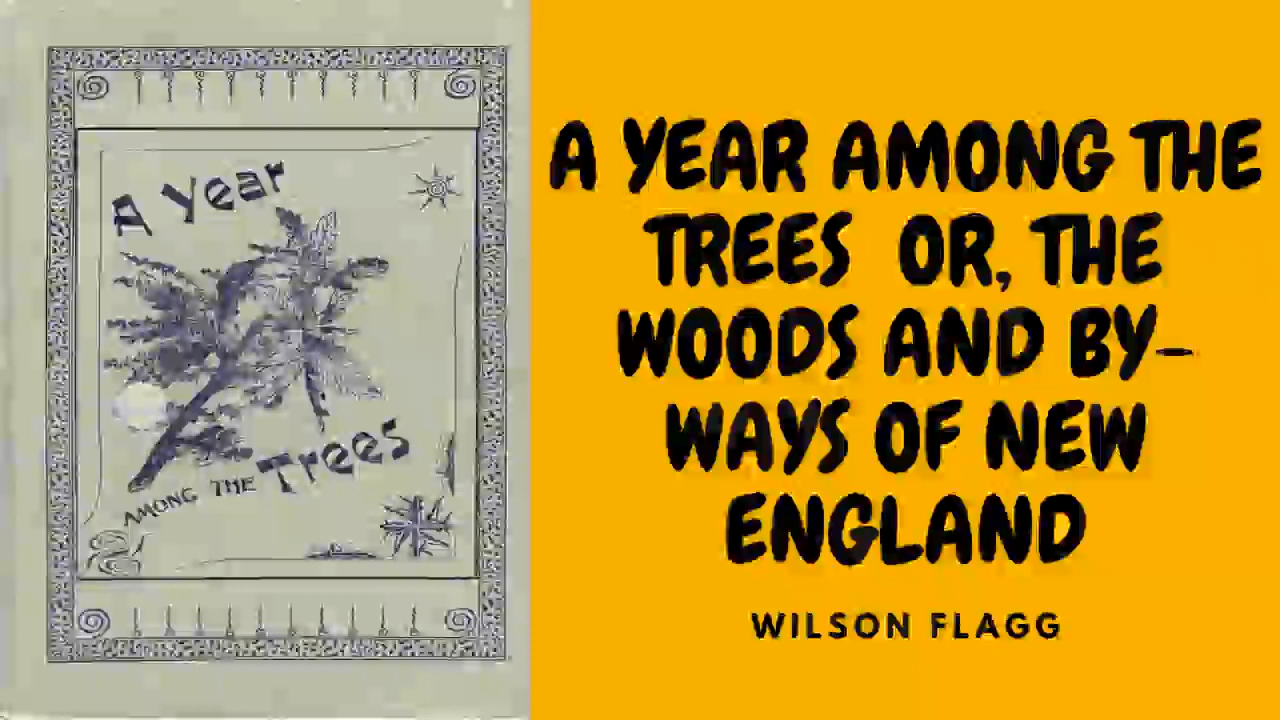 A Year
AMONG THE Trees
A YEAR AMONG THE
TREES OR, THE
WOODS AND BY-
WAYS OF NEW
ENGLAND
WILSON FLAGG